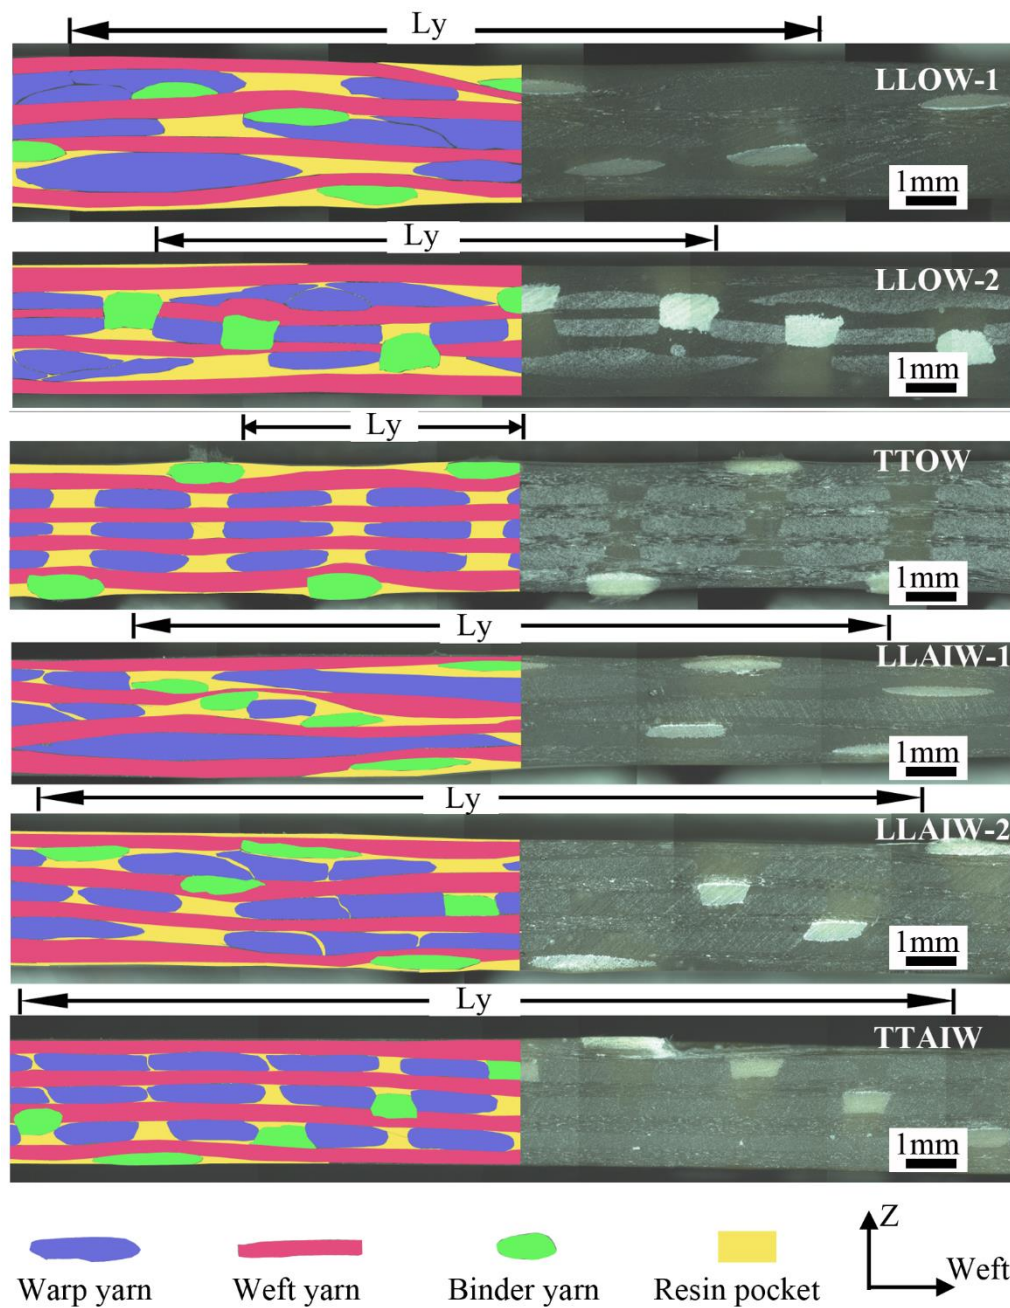 Ly
LLOW-1
1mm
Ly
LLOW-2
1mm
Ly
TTOW
1mm
Ly
LLAIW-1
1mm
Ly
LLAIW-2
1mm
Ly
TTAIW
1mm
Z
Weft
Warp yarn Weft yarn Binder yarn Resin pocket